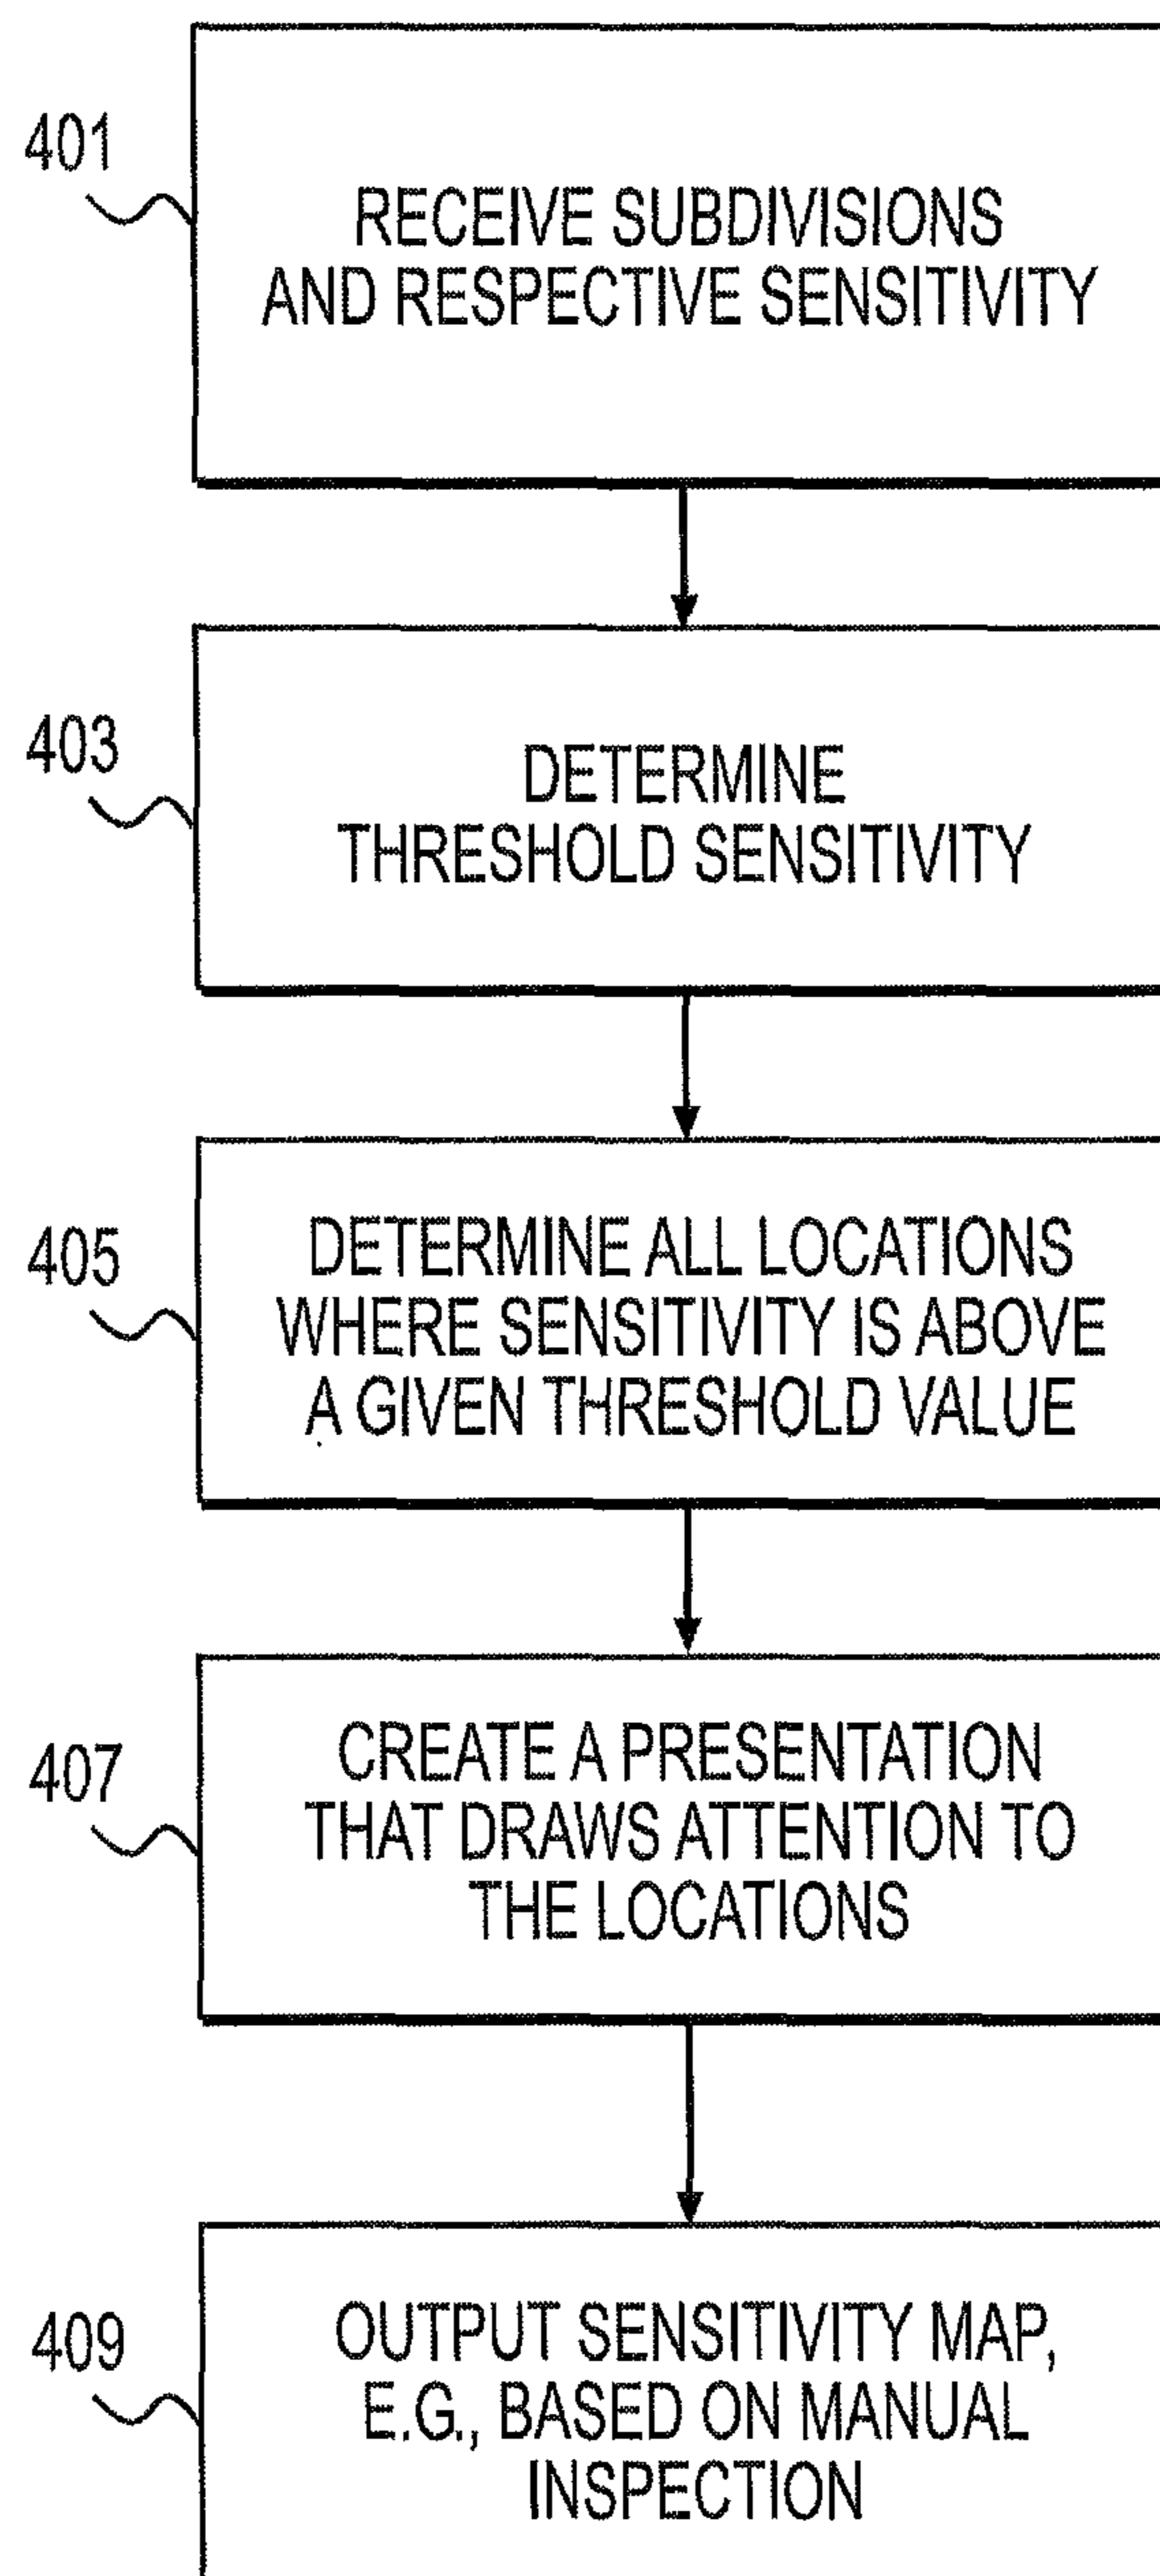 401
RECEIVE SUBDIVISIONS
AND RESPECTIVE SENSITIVITY
403
DETERMINE
THRESHOLD SENSITIVITY
405
DETERMINE ALL LOCATIONS
WHERE SENSITIVITY IS ABOVE
A GIVEN THRESHOLD VALUE
407
CREATE A PRESENTATION
THAT DRAWS ATTENTION TO
THE LOCATIONS
409
OUTPUT SENSITIVITY MAP,
E.G., BASED ON MANUAL
INSPECTION